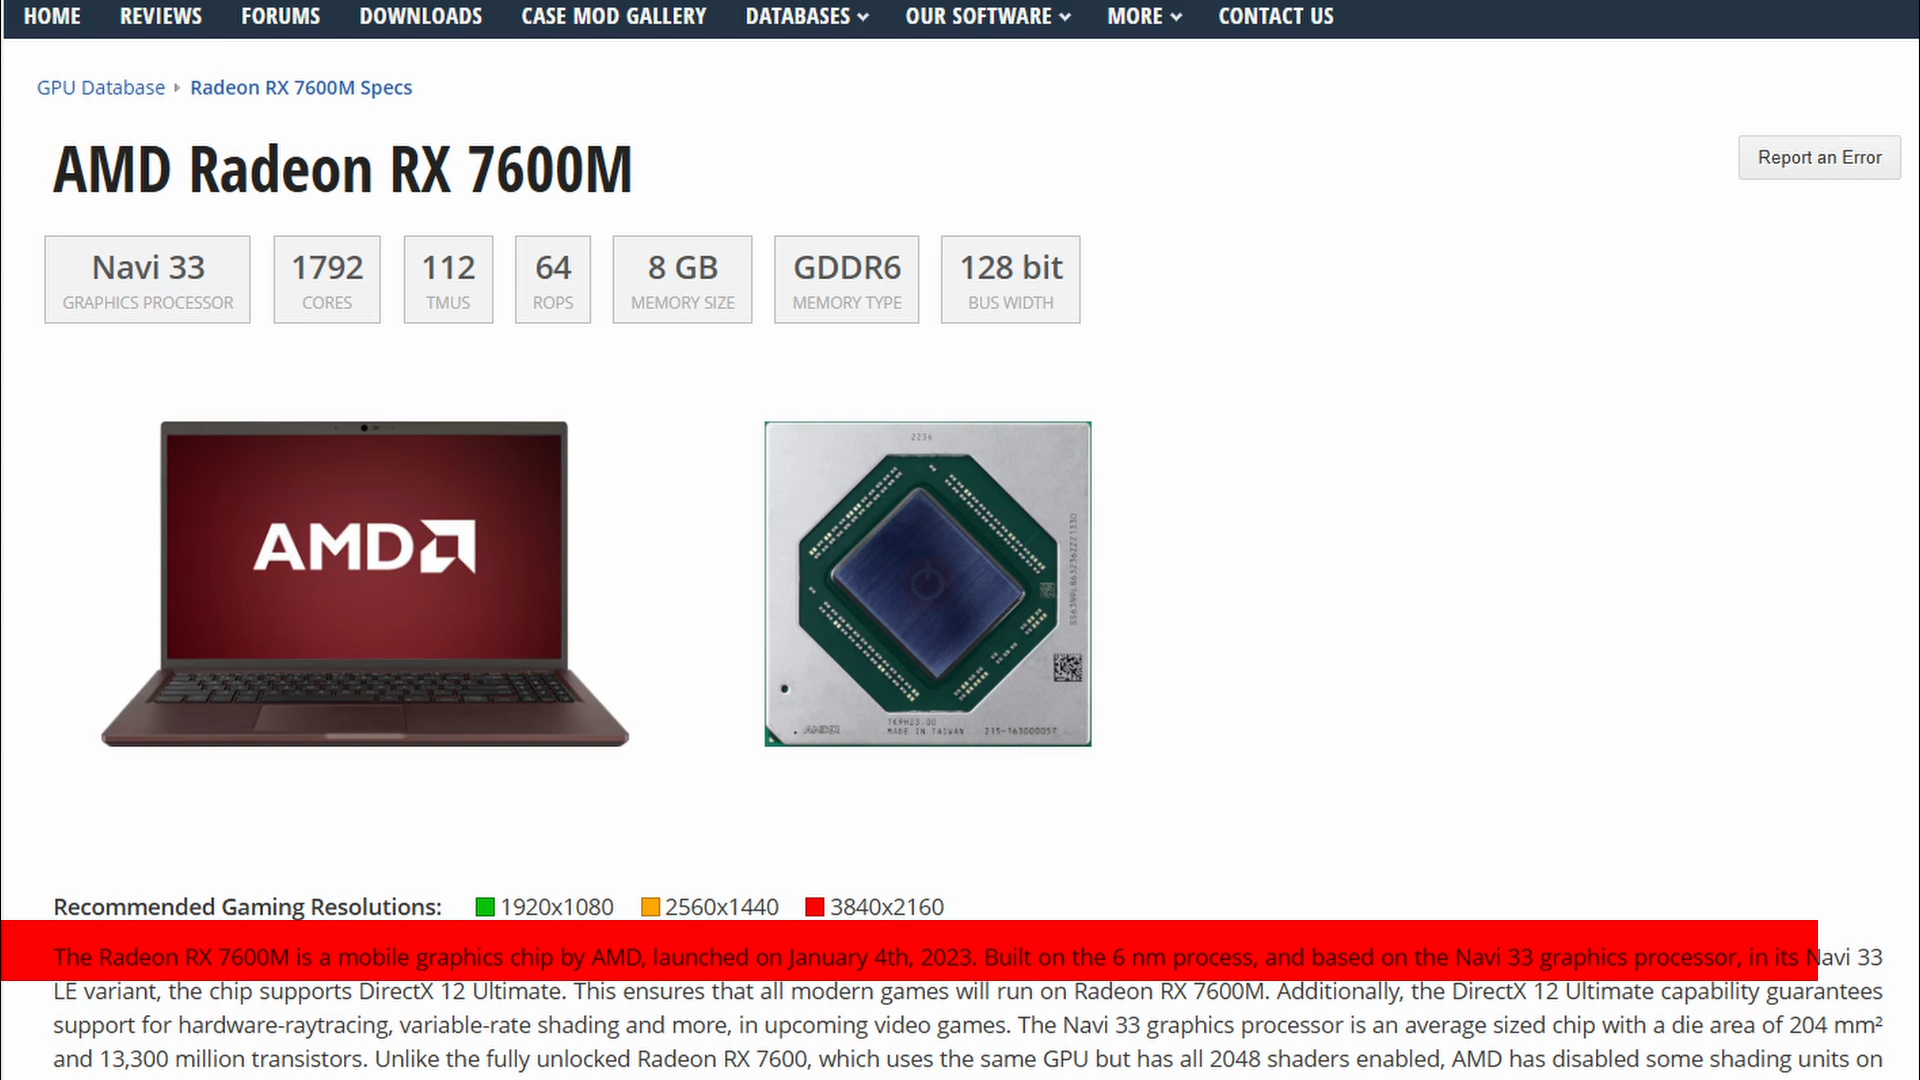 HOME REVIEWS FORUMS DOWNLOADS CASE MOD GALLERY DATABASES OUR SOFTWARE MORE CONTACT US
GPU Database Radeon RX 7600M Specs
AMD Radeon RX 7600M
Report an Error
Navi 33 1792 112 64 8 GB GDDR6 128 bit
GRAPHICS PROCESSOR CORES TMUS ROPS MEMORY SIZE MEMORY TYPE BUS WIDTH
2236
AMD
AMD
TK9H23.00
MADE IN TAIWAN 215-163000057
Recommended Gaming Resolutions: 1920x1080 2560x1440 3840x2160
The Radeon RX 7600M is a mobile graphics chip by AMD, launched on January 4th, 2023. Built on the 6 nm process, and based on the Navi 33 graphics processor, in its Navi 33
LE variant, the chip supports DirectX 12 Ultimate. This ensures that all modern games will run on Radeon RX 7600M. Additionally, the DirectX 12 Ultimate capability guarantees
support for hardware-raytracing, variable-rate shading and more, in upcoming video games. The Navi 33 graphics processor is an average sized chip with a die area of 204 mm²
and 13,300 million transistors. Unlike the fully unlocked Radeon RX 7600, which uses the same GPU but has all 2048 shaders enabled, AMD has disabled some shading units on